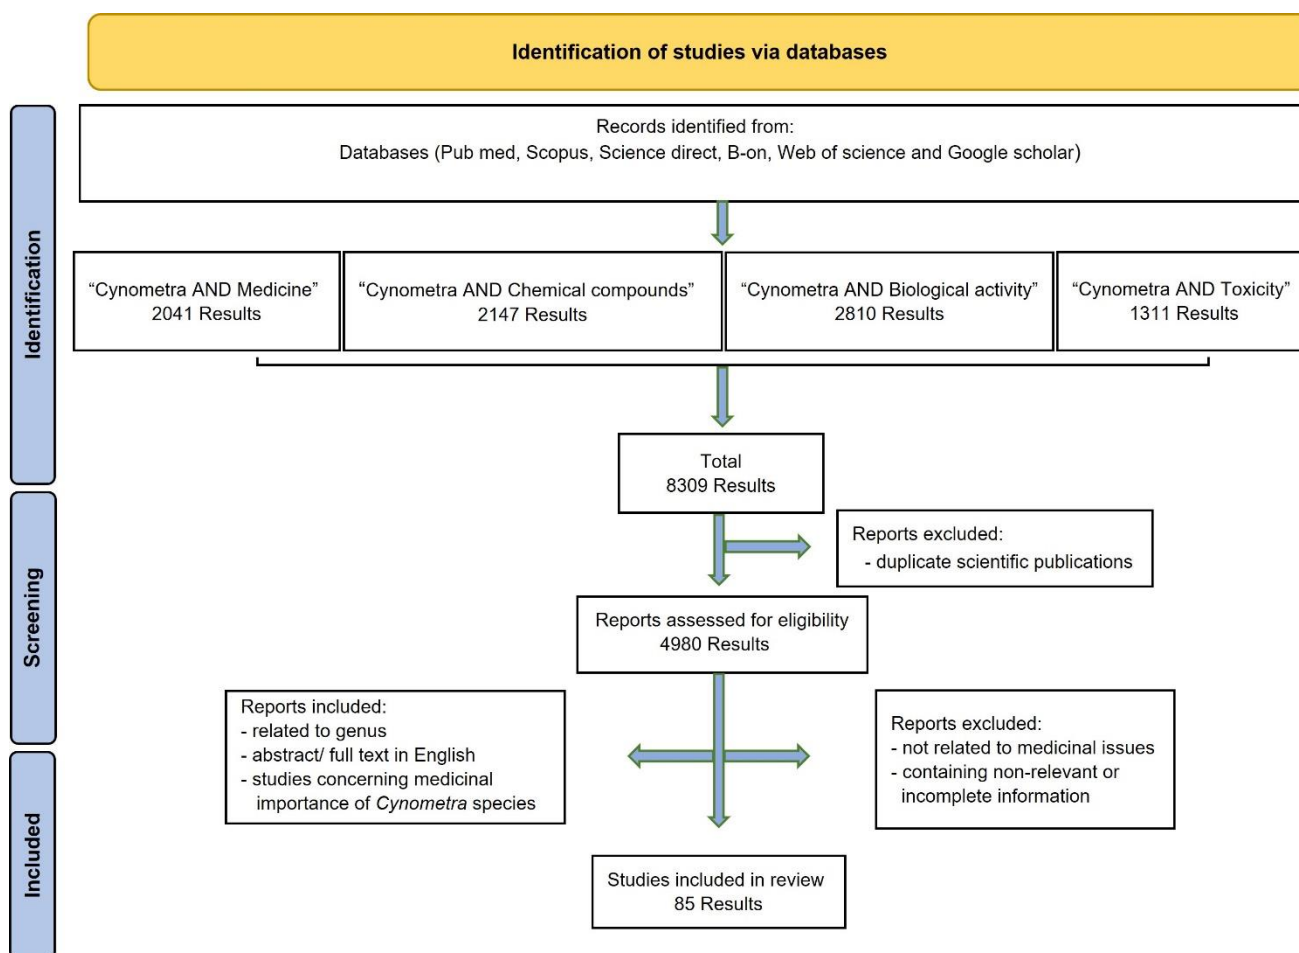 Identification of studies via databases
Identification
Records identified from:
Databases (Pub med, Scopus, Science direct, B-on, Web of science and Google scholar)
“Cynometra AND Medicine”
2041 Results
“Cynometra AND Chemical compounds”
2147 Results
“Cynometra AND Biological activity”
2810 Results
“Cynometra AND Toxicity”
1311 Results
Total
8309 Results
Screening
Reports excluded:
- duplicate scientific publications
Reports assessed for eligibility
4980 Results
Reports included:
- related to genus
- abstract/ full text in English
- studies concerning medicinal
importance of Cynometra species
Reports excluded:
- not related to medicinal issues
- containing non-relevant or
incomplete information
Included
Studies included in review
85 Results